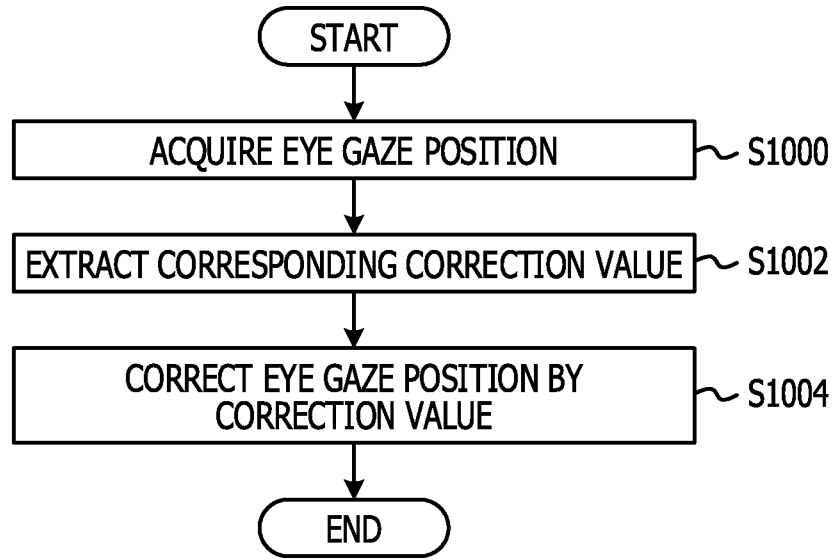 START
ACQUIRE EYE GAZE POSITION
S1000
EXTRACT CORRESPONDING CORRECTION VALUE
S1002
CORRECT EYE GAZE POSITION BY
CORRECTION VALUE
S1004
END